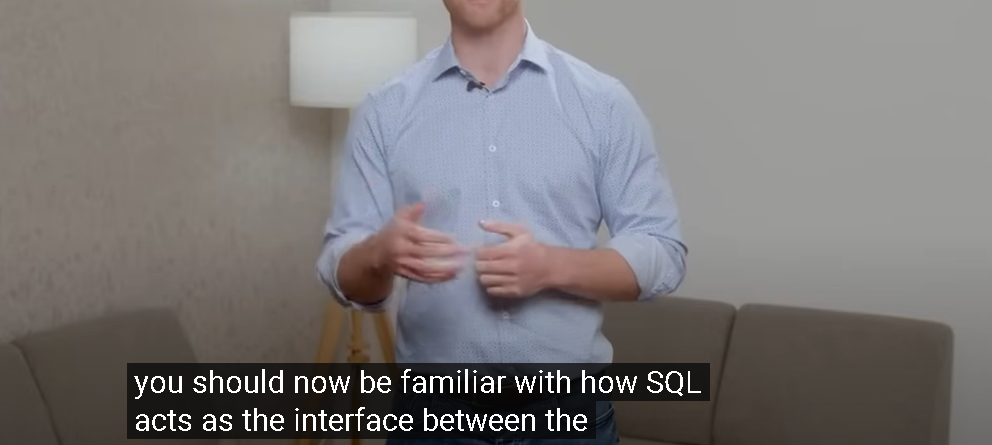 you should now be familiar with how SQL
acts as the interface between the